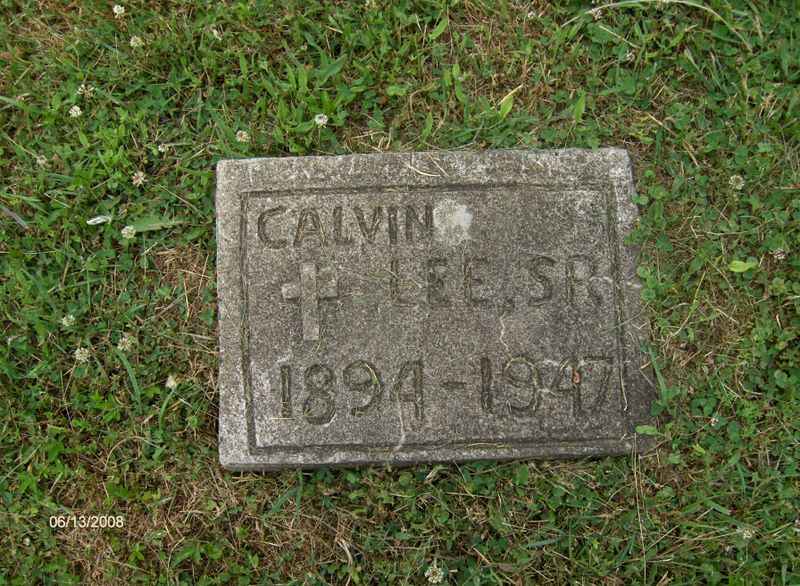 CALVIN
LEE, SR
1894-1947
06/13/2008